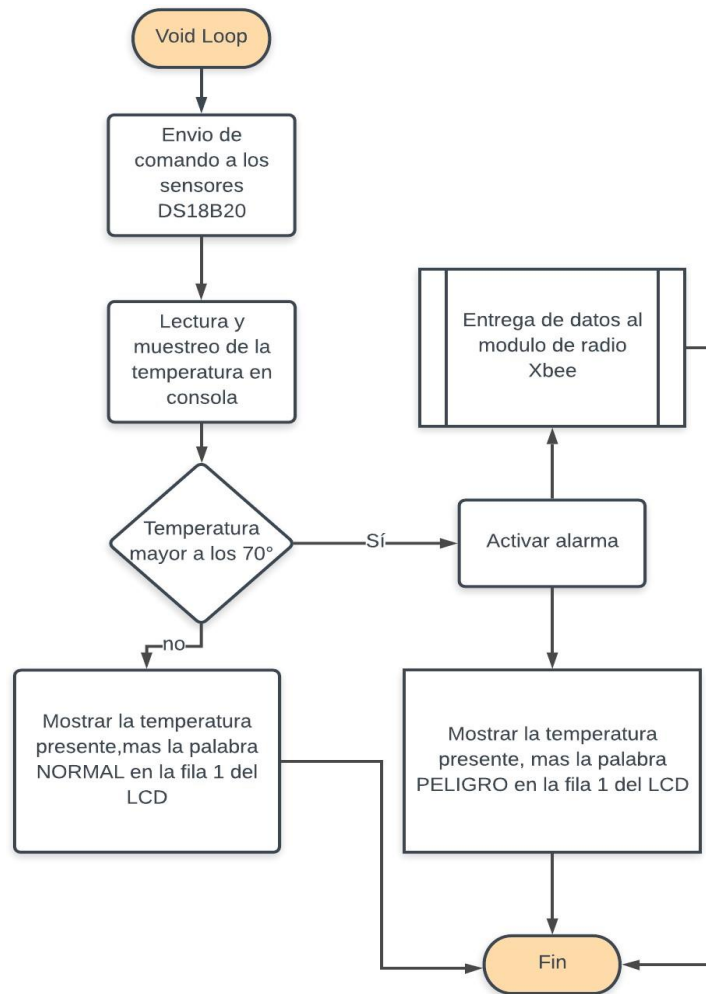 Void Loop
Envio de
comando a los
sensores
DS18B20
Lectura y
muestreo de la
temperatura en
consola
Temperatura
mayor a los 70°
Sí
Activar alarma
Entrega de datos al
modulo de radio
Xbee
no
Mostrar la temperatura
presente,mas la palabra
NORMAL en la fila 1 del
LCD
Mostrar la temperatura
presente, mas la palabra
PELIGRO en la fila 1 del LCD
Fin